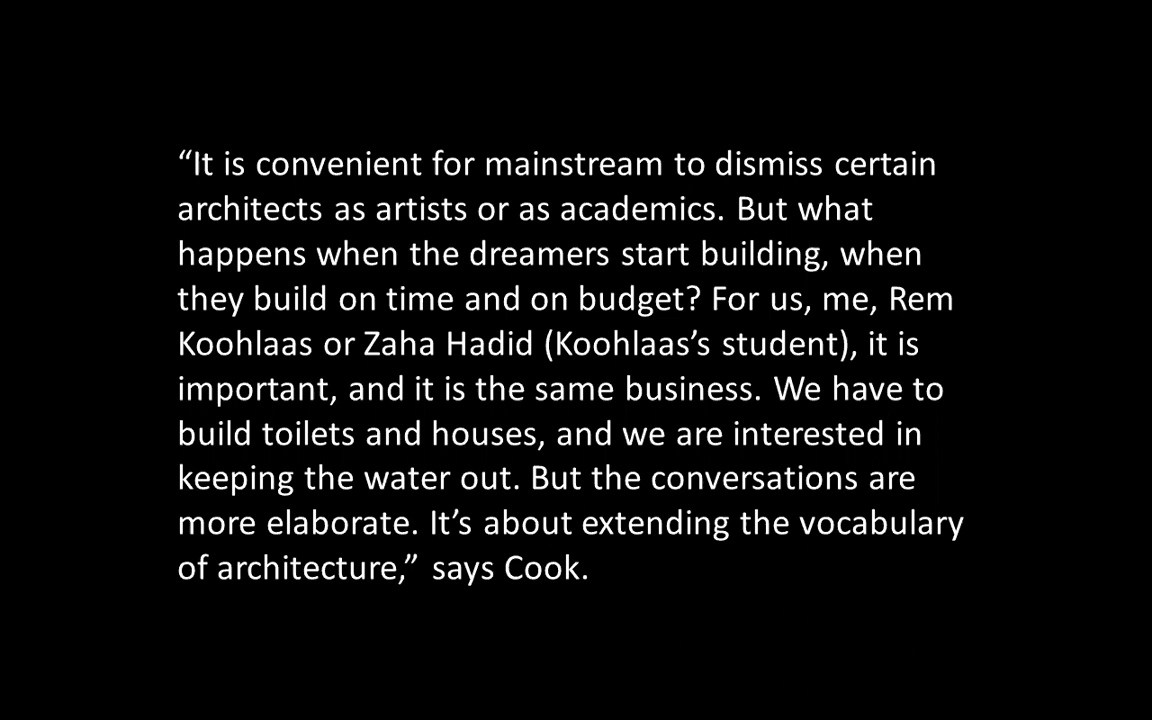 “It is convenient for mainstream to dismiss certain
architects as artists or as academics. But what
happens when the dreamers start building, when
they build on time and on budget? For us, me, Rem
Koohlaas or Zaha Hadid (Koohlaas’s student), it is
important, and it is the same business. We have to
build toilets and houses, and we are interested in
keeping the water out. But the conversations are
more elaborate. It’s about extending the vocabulary
of architecture,” says Cook.